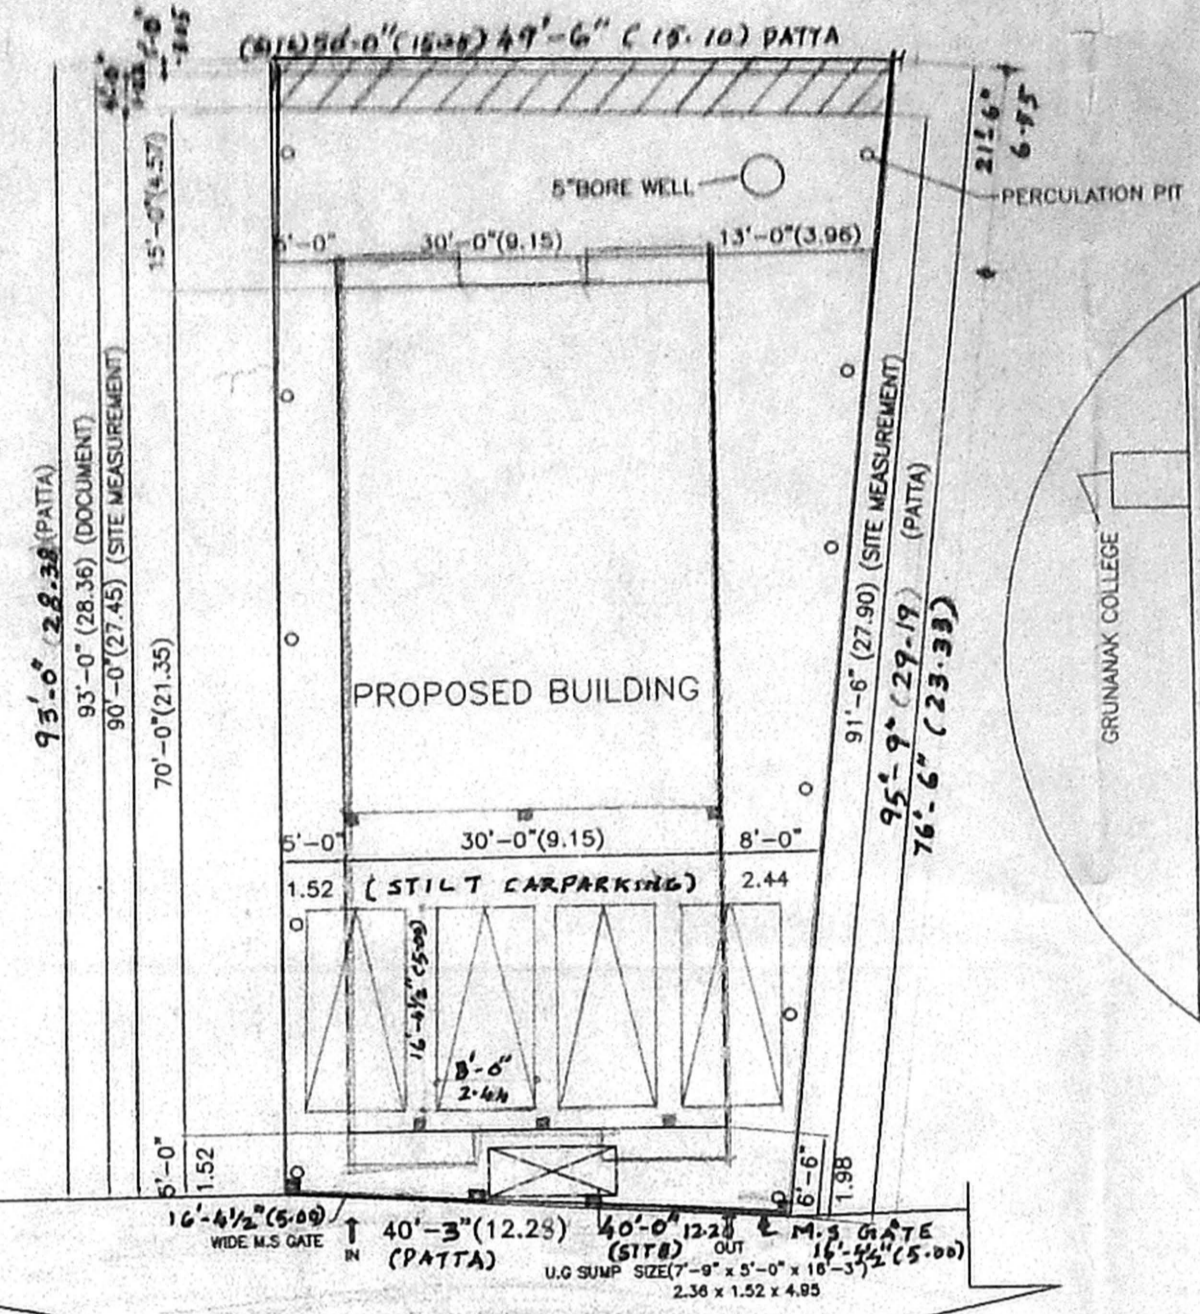 50'-0" 49'-6" (15.10) PATTA
15'-0"(4.57)
21'-6"
6.55
5"BORE WELL
PERCULATION PIT
5'-0"
30'-0"(9.15)
13'-0"(3.96)
93'-0" (28.38)(PATTA)
93'-0" (28.36) (DOCUMENT)
90'-0"(27.45) (SITE MEASUREMENT)
70'-0"(21.35)
91'-6" (27.90) (SITE MEASUREMENT)
95'-9" (29.19) (PATTA)
76'-6" (23.33)
GRUNANAK COLLEGE
PROPOSED BUILDING
5'-0"
30'-0"(9.15)
8'-0"
1.52
(STILT CARPARKING)
2.44
16'-4½"(5.00)
8'-0"
2.44
5'-0"
1.52
6'-6"
1.98
16'-4½"(5.00)
WIDE M.S GATE
IN
40'-3"(12.28)
(PATTA)
40'-0" 12.20
(SITE)
OUT
M.S GATE
16'-4½"(5.00)
U.G SUMP SIZE(7'-9" x 5'-0" x 16'-3")
2.36 x 1.52 x 4.95